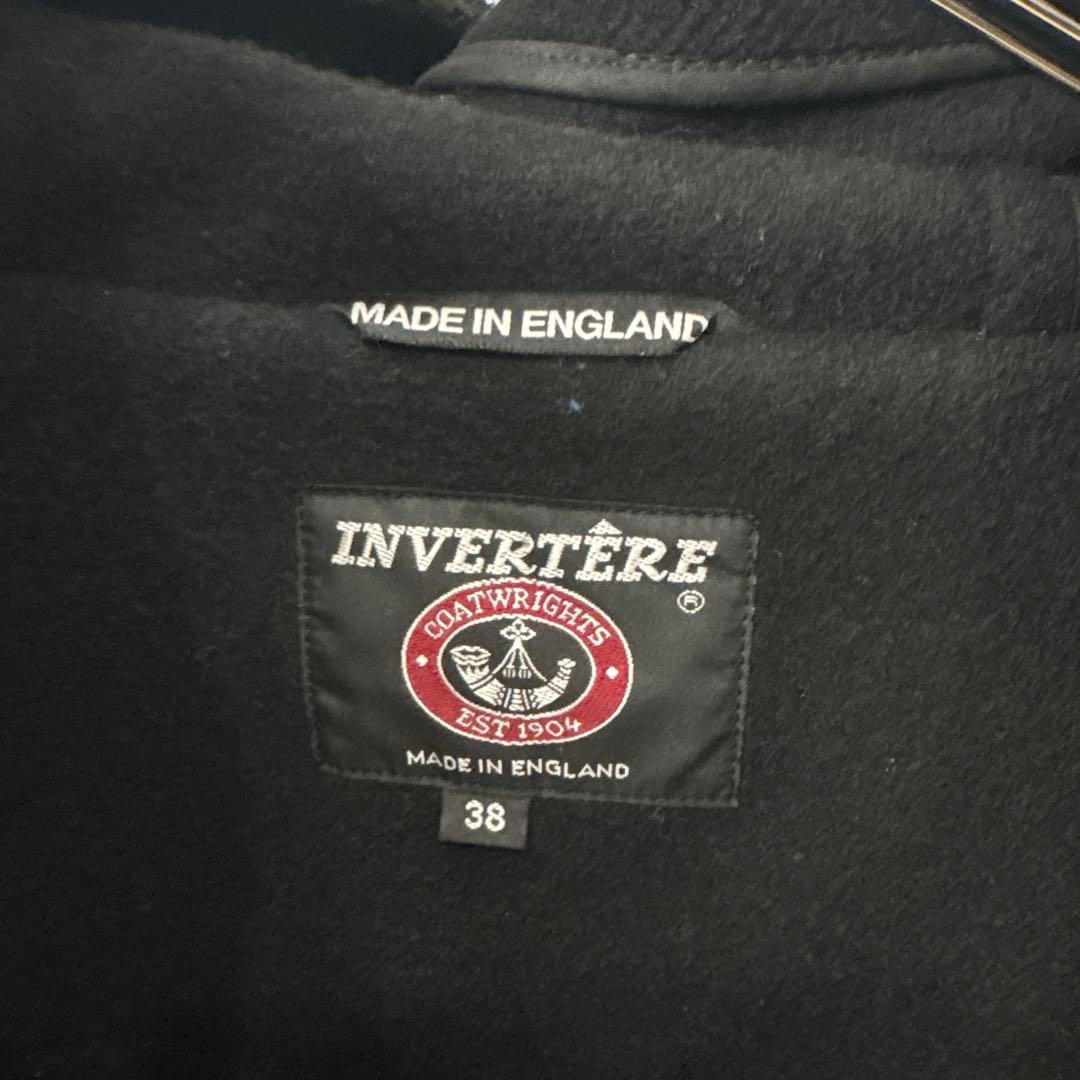 MADE IN ENGLAND
INVERTÊRE
®
COATWRIGHTS
EST 1904
MADE IN ENGLAND
38